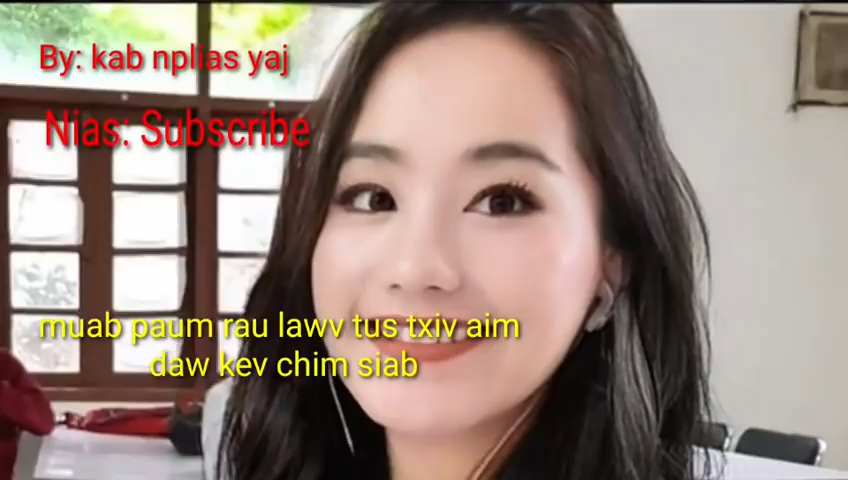 By: kab nplias yaj
Nias: Subscribe
muab paum rau lawv tus txiv aim
daw kev chim siab